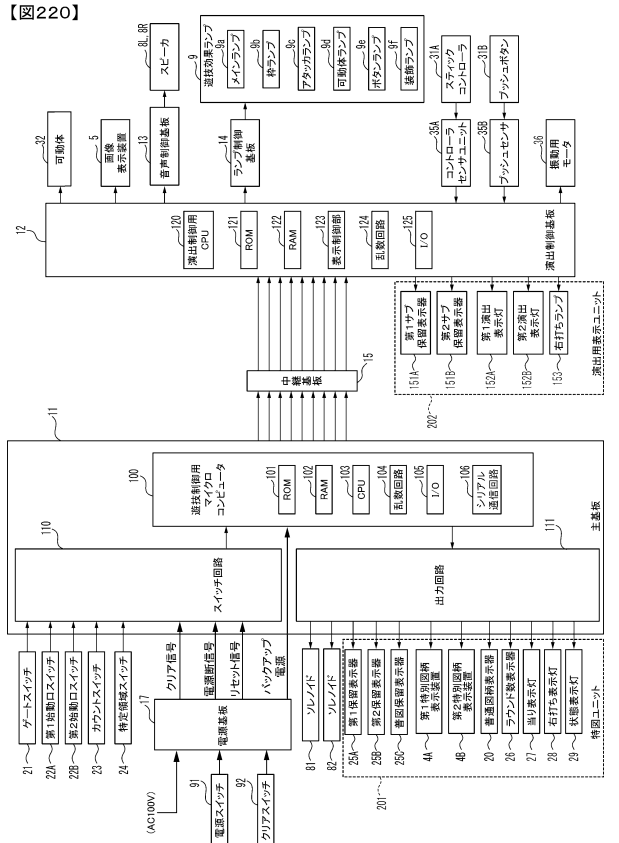 【図220】
32
可動体
5
画像
表示装置
13
音声制御基板
8L、8R
スピーカ
9
遊技効果ランプ
9a
メインランプ
9b
枠ランプ
9c
アタッカランプ
9d
可動体ランプ
9e
ボタンランプ
9f
装飾ランプ
14
ランプ制御
基板
31A
スティック
コントローラ
35A
コントローラ
センサユニット
31B
プッシュボタン
35B
プッシュセンサ
36
振動用
モータ
12
120
演出制御用
CPU
121
ROM
122
RAM
123
表示制御部
124
乱数回路
125
I/O
演出制御基板
151A
第1サブ
保留表示器
151B
第2サブ
保留表示器
152A
第1演出
表示灯
152B
第2演出
表示灯
153
右打ちランプ
演出用表示ユニット
202
中継基板
15
11
100
遊技制御用
マイクロ
コンピュータ
101
ROM
102
RAM
103
CPU
104
乱数回路
105
I/O
106
シリアル
通信回路
主基板
110
スイッチ回路
111
出力回路
クリア信号
電源断信号
リセット信号
バックアップ
電源
ゲートスイッチ
21
第1始動口スイッチ
22A
第2始動口スイッチ
22B
カウントスイッチ
23
特定領域スイッチ
24
17
電源基板
(AC100V)
91
電源スイッチ
92
クリアスイッチ
ソレノイド
81
ソレノイド
82
第1保留表示器
25A
第2保留表示器
25B
普図保留表示器
25C
第1特別図柄
表示装置
4A
第2特別図柄
表示装置
4B
普通図柄表示器
20
ラウンド数表示器
26
当り表示灯
27
右打ち表示灯
28
状態表示灯
29
特図ユニット
201